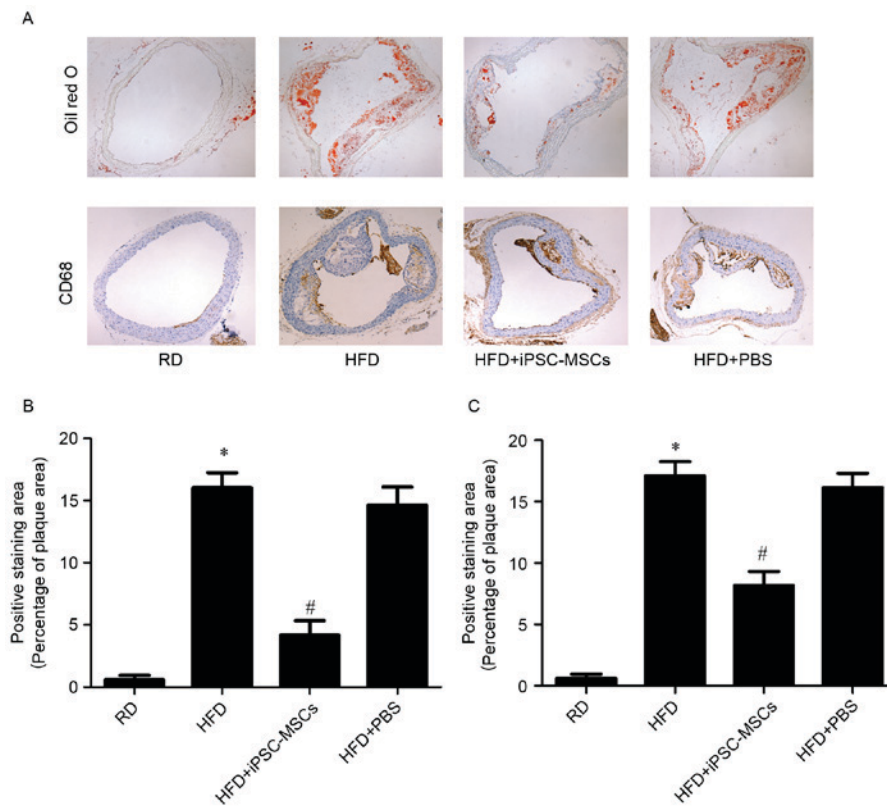 A
Oil red O
CD68
RD HFD HFD+iPSC-MSCs HFD+PBS
B
Positive staining area
(Percentage of plaque area)
20
15
10
5
0
*
#
RD
HFD
HFD+iPSC-MSCs
HFD+PBS
C
Positive staining area
(Percentage of plaque area)
20
15
10
5
0
*
#
RD
HFD
HFD+iPSC-MSCs
HFD+PBS